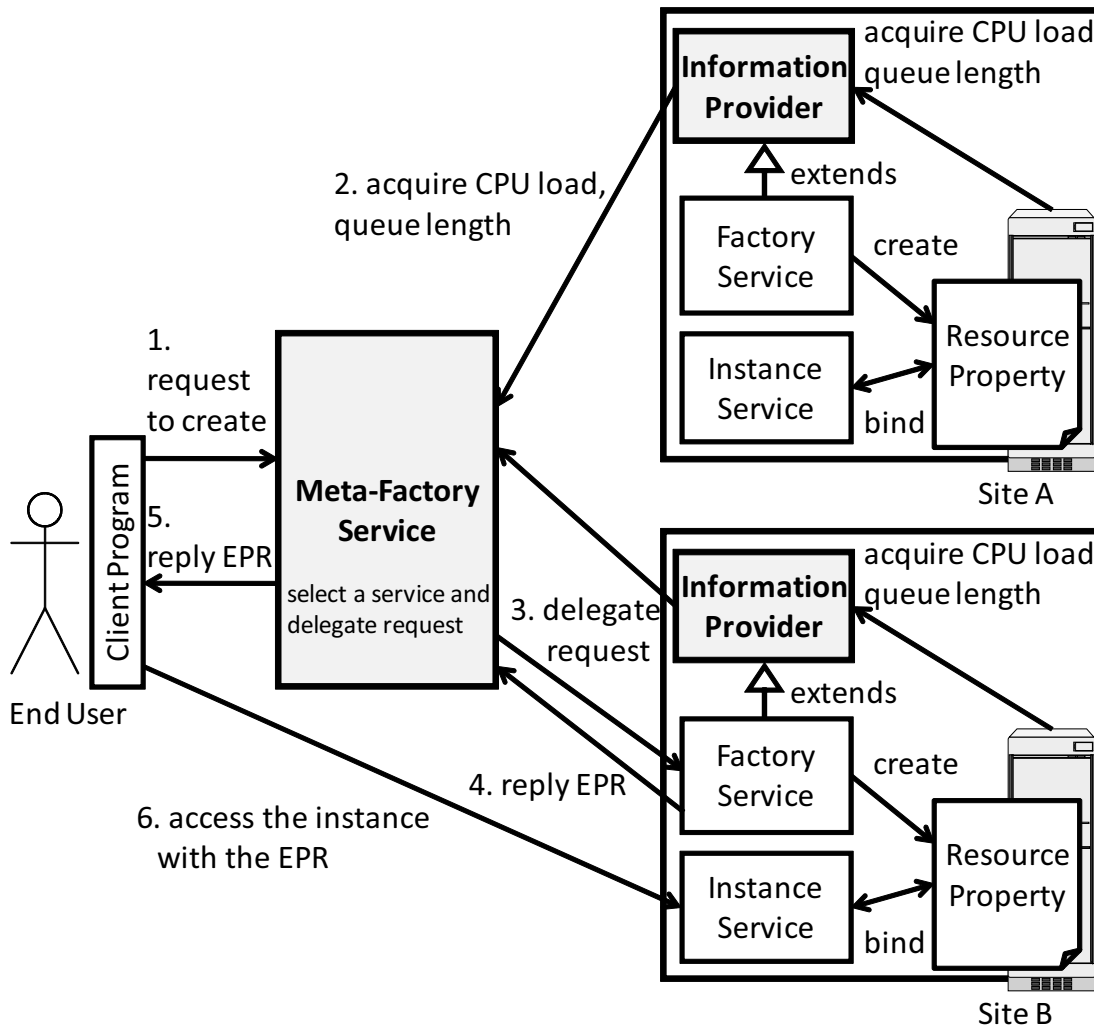 acquire CPU load,
queue length
Information
Provider
extends
2. acquire CPU load,
queue length
Factory
Service
create
Resource
Property
Instance
Service
bind
Site A
1.
request
to create
Meta-Factory
Service
select a service and
delegate request
Client Program
5.
reply EPR
End User
3. delegate
request
4. reply EPR
6. access the instance
with the EPR
acquire CPU load,
queue length
Information
Provider
extends
Factory
Service
create
Resource
Property
Instance
Service
bind
Site B